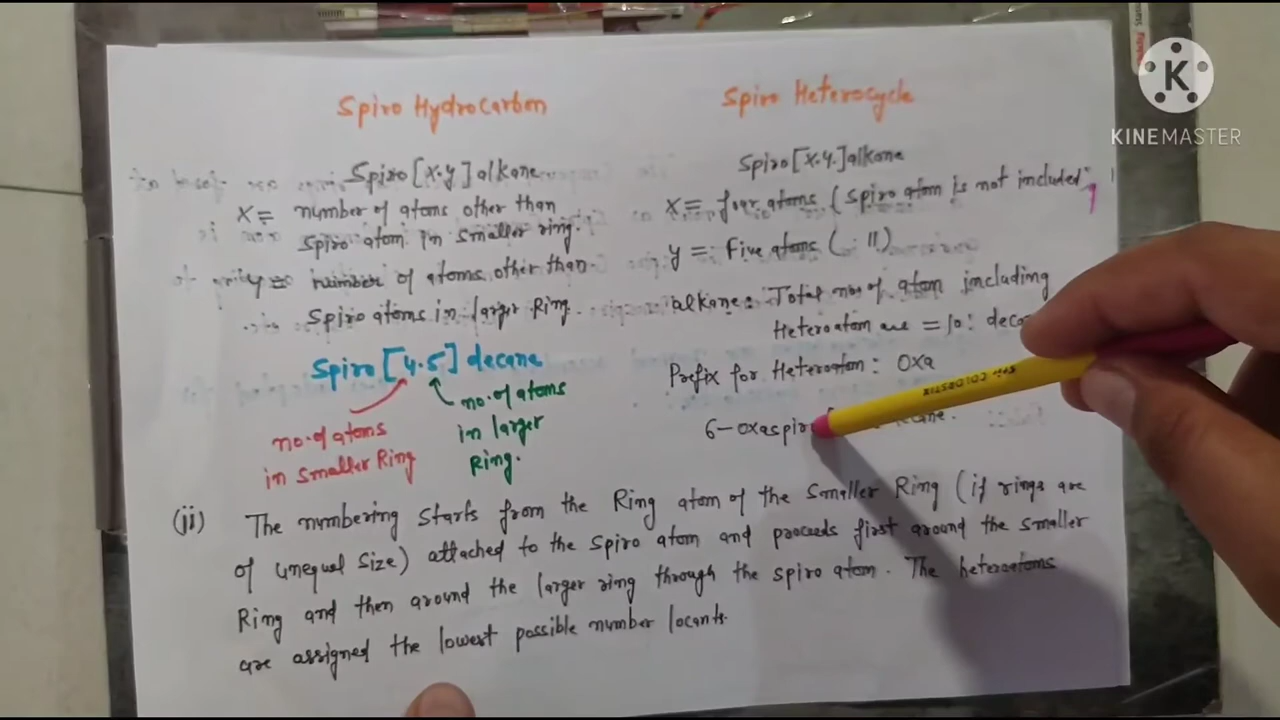 Spiro Hydrocarbon
Spiro[x.y]alkane
x= number of atoms other than
spiro atom in smaller ring.
y= number of atoms other than
Spiro atoms in larger Ring.
Spiro[4.5]decane
no.of atoms
in smaller Ring
no.of atoms
in larger
Ring.
Spiro Heterocycle
Spiro[x.y.]alkane
x= four atoms (spiro atom is not included
y= Five atoms ( . 11)
alkane: Total no. of atom including
Heteroatom are =10:
Prefix for Heteroatom: oxa
6-oxaspiro
(ii) The numbering starts from the Ring atom of the smaller Ring (if rings are
of unequal size) attached to the spiro atom and proceeds first around the smaller
Ring and then around the larger ring through the spiro atom. The heteroatoms
are assigned the lowest possible number locants.
K
KINEMASTER